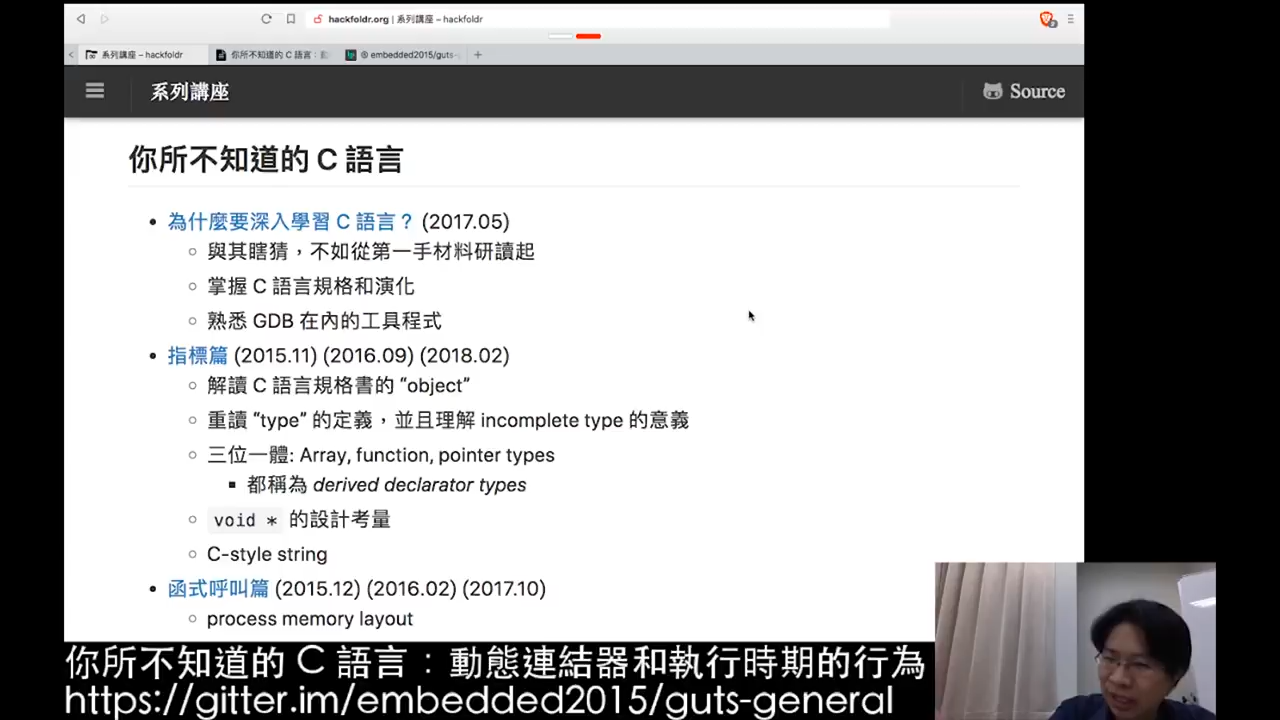 hackfoldr.org | 系列講座 – hackfoldr
系列講座 – hackfoldr
你所不知道的 C 語言：動
embedded2015/guts-
系列講座
Source
你所不知道的 C 語言
為什麼要深入學習 C 語言？ (2017.05)
與其瞎猜，不如從第一手材料研讀起
掌握 C 語言規格和演化
熟悉 GDB 在內的工具程式
指標篇 (2015.11) (2016.09) (2018.02)
解讀 C 語言規格書的 “object”
重讀 “type” 的定義，並且理解 incomplete type 的意義
三位一體: Array, function, pointer types
都稱為 derived declarator types
void * 的設計考量
C-style string
函式呼叫篇 (2015.12) (2016.02) (2017.10)
process memory layout
你所不知道的 C 語言：動態連結器和執行時期的行為
https://gitter.im/embedded2015/guts-general